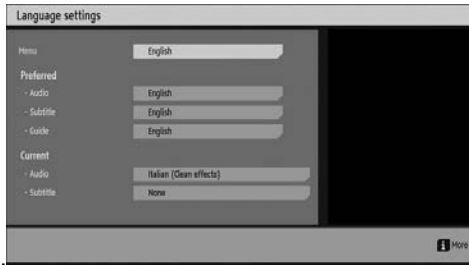 Language settings
Menu English
Preferred
- Audio English
- Subtitle English
- Guide English
Current
- Audio Italian (Clean effects)
- Subtitle None
i More